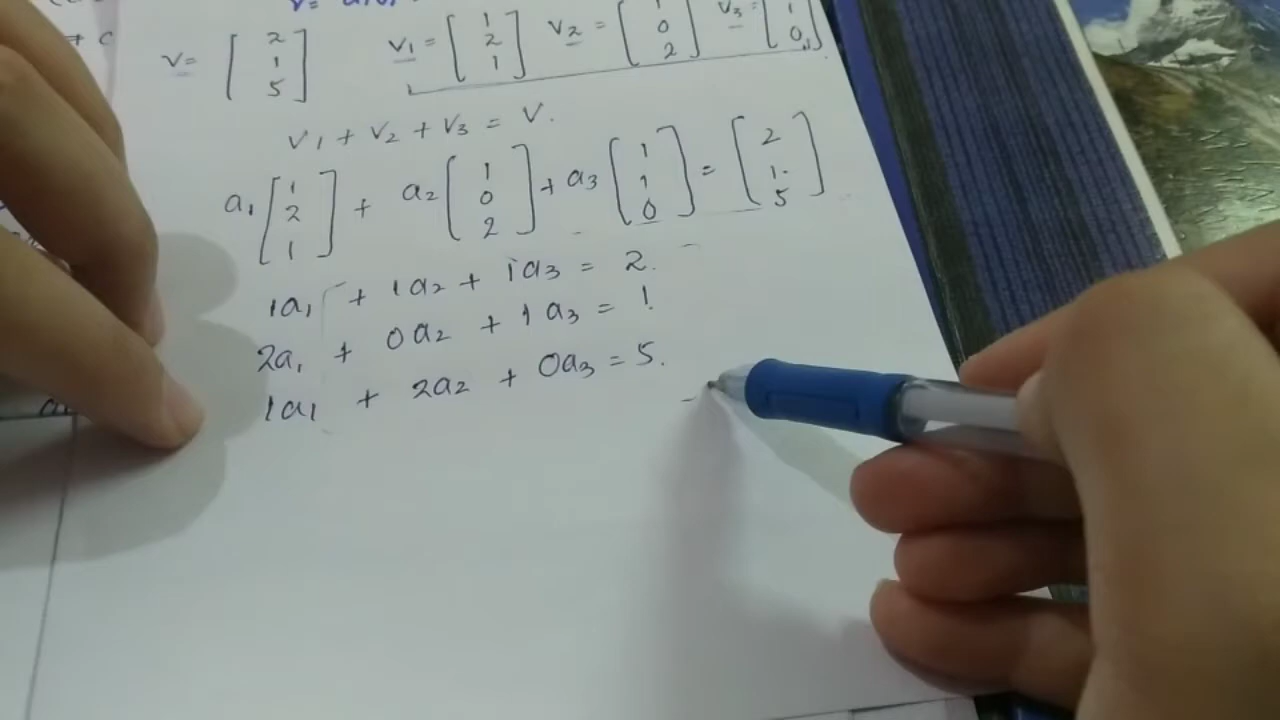 V = [ 2 1 5 ] V1 = [ 1 2 1 ] V2 = [ 1 0 2 ] V3 = [ 1 0 ]
V1 + V2 + V3 = V.
a1 [ 1 2 1 ] + a2 [ 1 0 2 ] + a3 [ 1 1 0 ] = [ 2 1. 5 ]
1a1 + 1a2 + 1a3 = 2.
2a1 + 0a2 + 1a3 = 1
1a1 + 2a2 + 0a3 = 5.